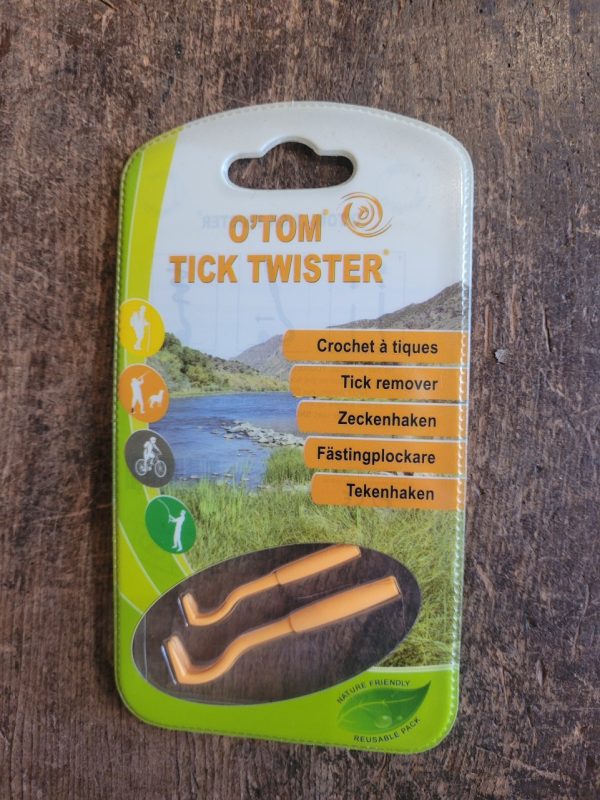 O'TOM®
TICK TWISTER®
Crochet à tiques
Tick remover
Zeckenhaken
Fästingplockare
Tekenhaken
NATURE FRIENDLY
REUSABLE PACK